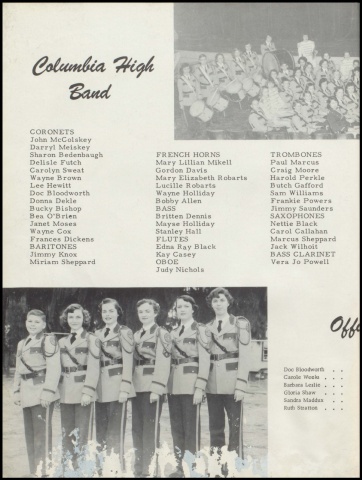 Columbia High
Band
CORONETS
John McColskey
Darryl Meiskey
Sharon Bedenbaugh
Delisle Futch
Carolyn Sweat
Wayne Brown
Lee Hewitt
Doc Bloodworth
Donna Dekle
Bucky Bishop
Bea O'Brien
Janet Moses
Wayne Cox
Frances Dickens
BARITONES
Jimmy Knox
Miriam Sheppard
FRENCH HORNS
Mary Lillian Mikell
Gordon Davis
Mary Elizabeth Robarts
Lucille Robarts
Wayne Holliday
Bobby Allen
BASS
Britten Dennis
Mayse Holliday
Stanley Hall
FLUTES
Edna Ray Black
Kay Casey
OBOE
Judy Nichols
TROMBONES
Paul Marcus
Craig Moore
Harold Perkle
Butch Gafford
Sam Williams
Frankie Powers
Jimmy Saunders
SAXOPHONES
Nettie Black
Carol Callahan
Marcus Sheppard
Jack Wilhoit
BASS CLARINET
Vera Jo Powell
Offi
Doc Bloodworth . . .
Carole Weeks . . .
Barbara Leslie . . .
Gloria Shaw . . .
Sandra Maddox . . .
Ruth